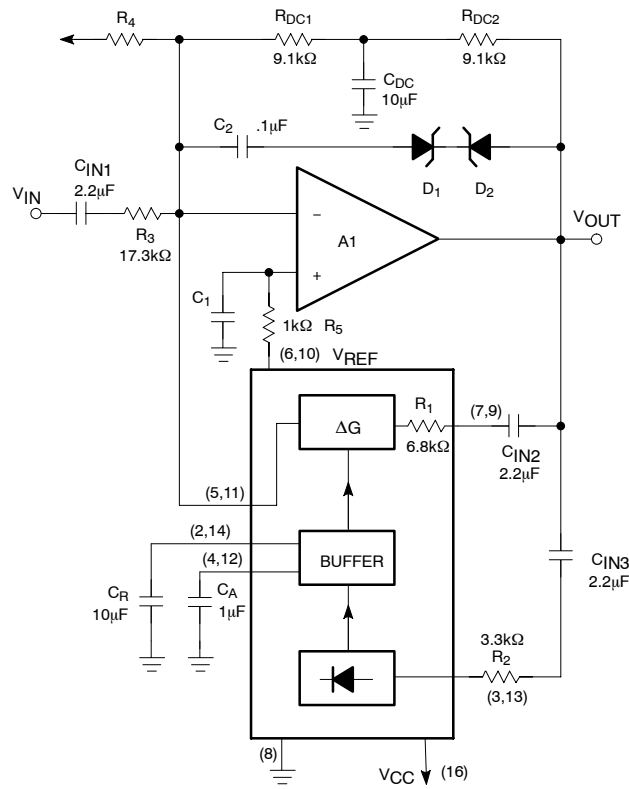 R4
RDC1
9.1kΩ
RDC2
9.1kΩ
CDC
10µF
C2
.1µF
D1
D2
CIN1
2.2µF
VIN
R3
17.3kΩ
−
A1
+
VOUT
C1
1kΩ R5
(6,10)
VREF
ΔG
R1
6.8kΩ
(7,9)
CIN2
2.2µF
(5,11)
(2,14)
(4,12)
BUFFER
CR
10µF
CA
1µF
CIN3
2.2µF
3.3kΩ
R2
(3,13)
(8)
VCC
(16)